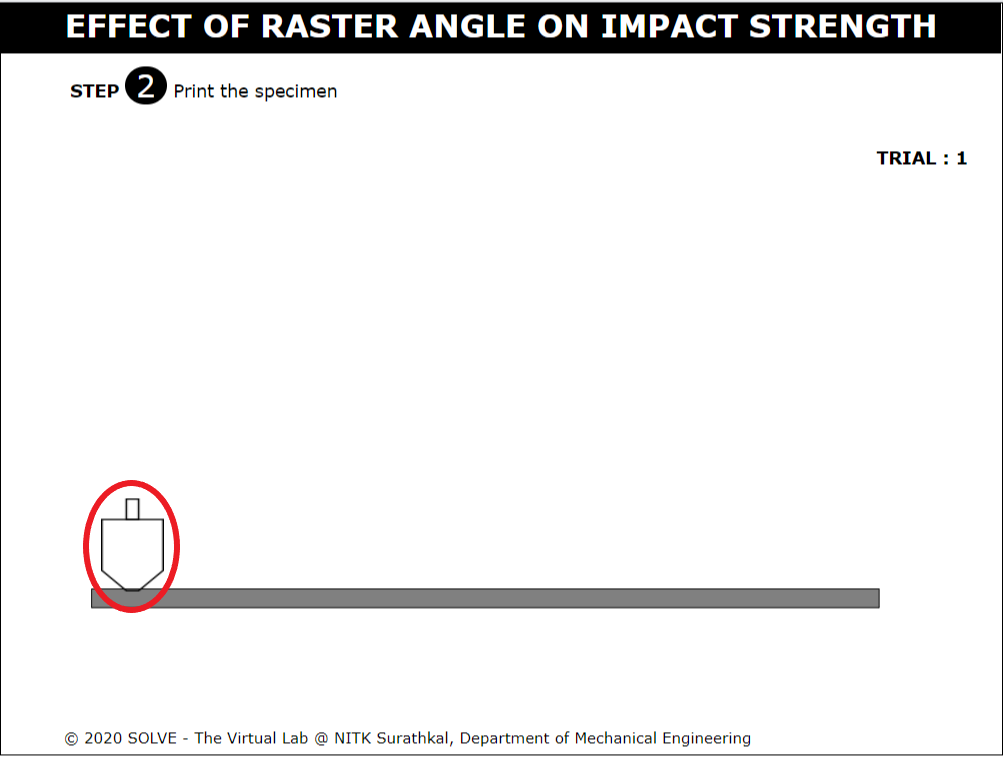 EFFECT OF RASTER ANGLE ON IMPACT STRENGTH
STEP 2 Print the specimen
TRIAL : 1
© 2020 SOLVE - The Virtual Lab @ NITK Surathkal, Department of Mechanical Engineering